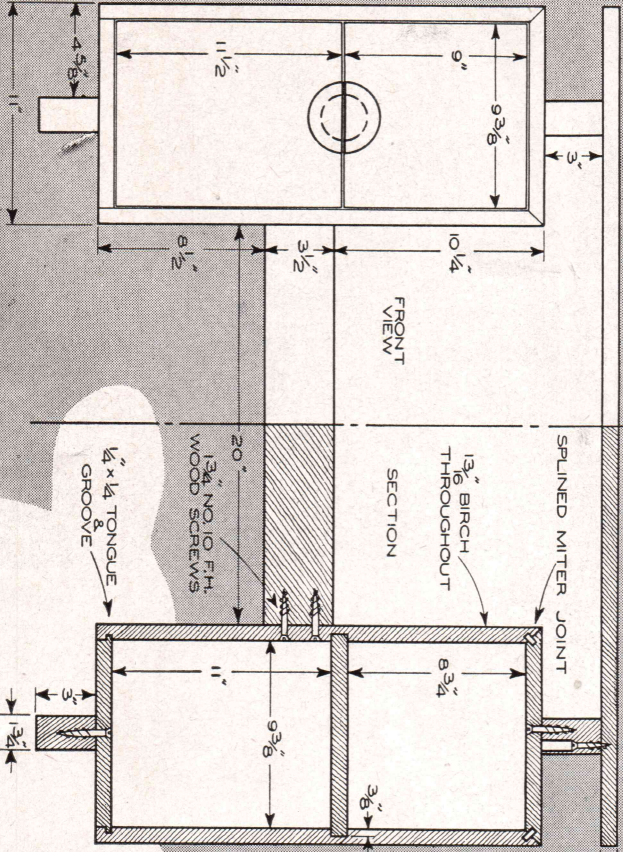 11"
4 5/8"
11 1/2"
9"
9 3/8"
3"
8 1/2"
3 1/2"
10 1/4"
FRONT
VIEW
20"
SECTION
SPLINED MITER JOINT
13/16" BIRCH
THROUGHOUT
1 3/4" NO. 10 F.H.
WOOD SCREWS
1/4" x 1/4 TONGUE
&
GROOVE
11"
8 3/4"
9 3/8"
3/8"
3"
1 3/4"